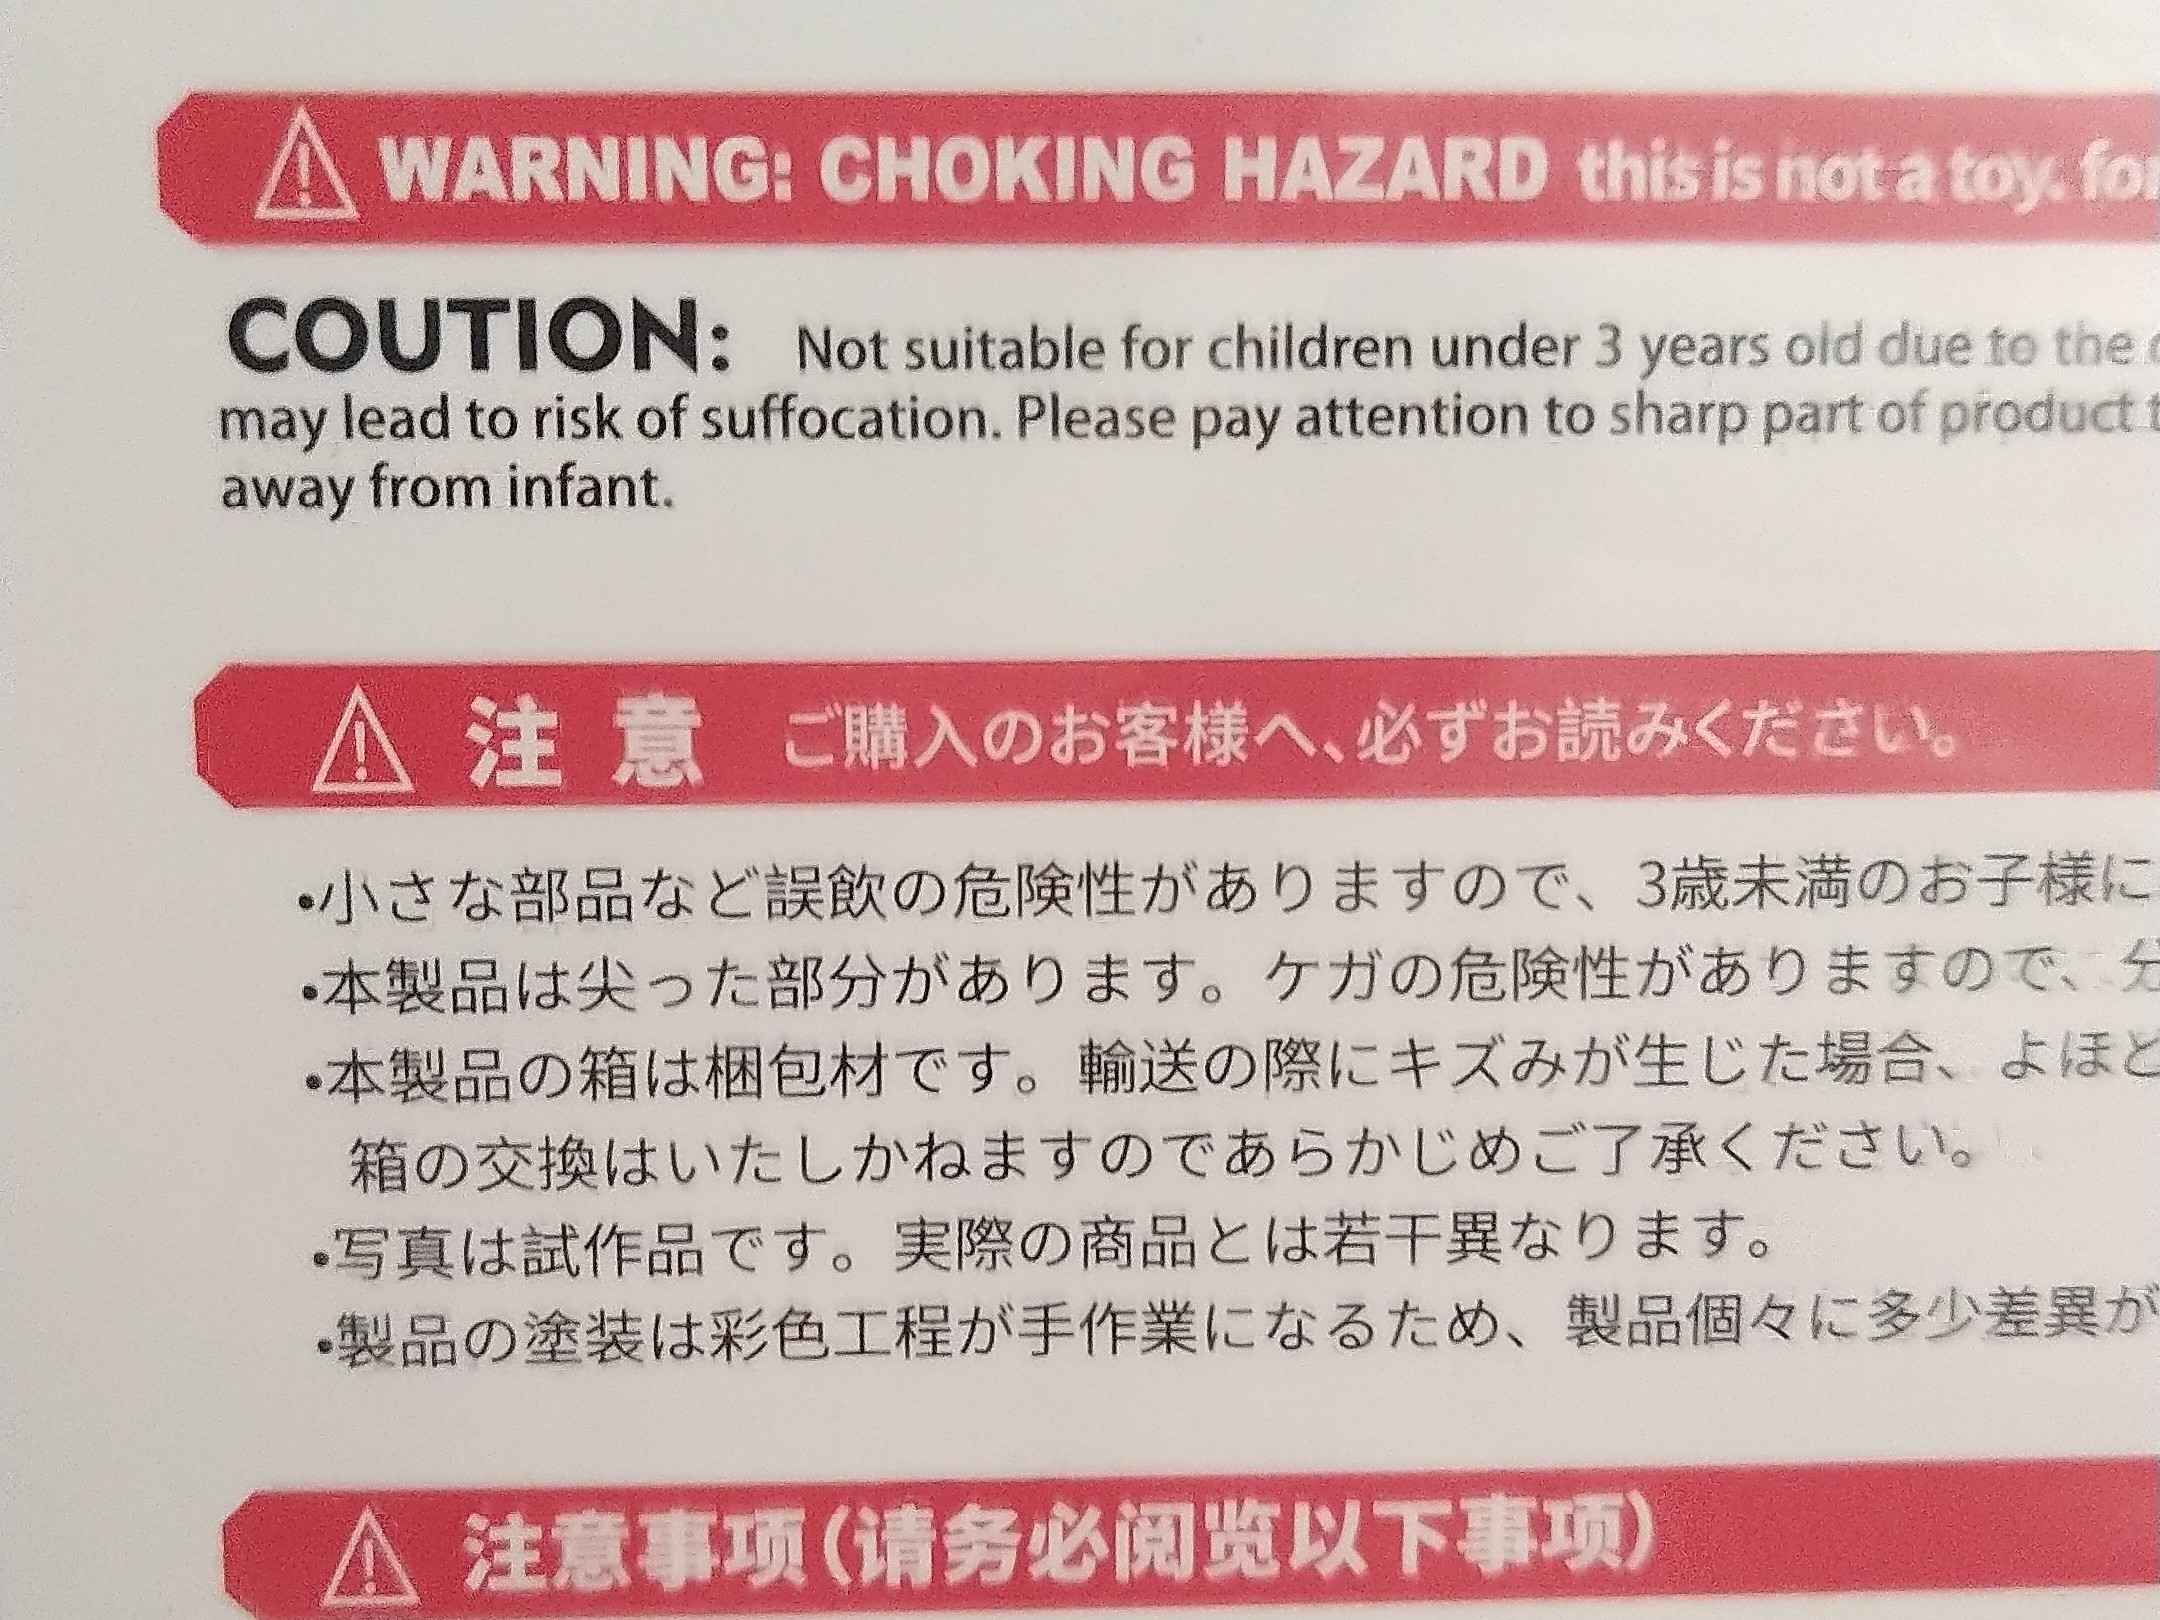 WARNING: CHOKING HAZARD this is not a toy. for
COUTION: Not suitable for children under 3 years old due to the
may lead to risk of suffocation. Please pay attention to sharp part of product
away from infant.
注 意 ご購入のお客様へ、必ずお読みください。
•小さな部品など誤飲の危険性がありますので、3歳未満のお子様に
•本製品は尖った部分があります。ケガの危険性がありますので、分
•本製品の箱は梱包材です。輸送の際にキズみが生じた場合、よほど
箱の交換はいたしかねますのであらかじめご了承ください。
•写真は試作品です。実際の商品とは若干異なります。
•製品の塗装は彩色工程が手作業になるため、製品個々に多少差異が
注意事项(请务必阅览以下事项)